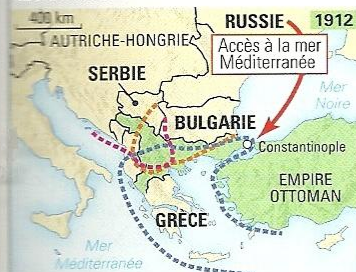 400 km
RUSSIE
1912
AUTRICHE-HONGRIE
Accès à la mer
Méditerranée
SERBIE
Mer
Noire
BULGARIE
Constantinople
EMPIRE
OTTOMAN
GRÈCE
Mer
Méditerranée